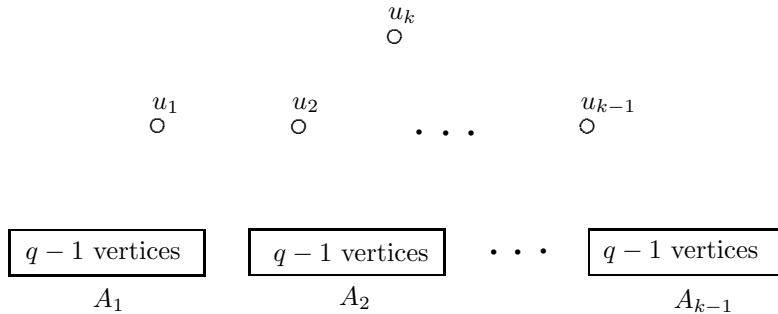 u_k
u_1 u_2 u_{k−1}
. . .
q − 1 vertices q − 1 vertices . . . q − 1 vertices
A_1 A_2 A_{k−1}